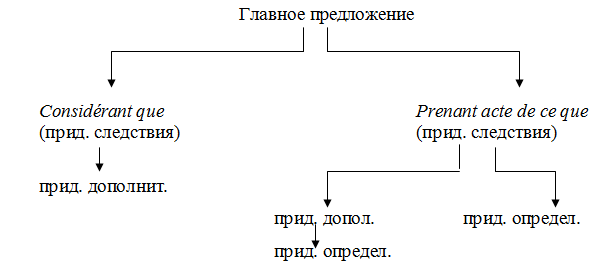 Главное предложение
Considérant que
(прид. следствия)
прид. дополнит.
Prenant acte de ce que
(прид. следствия)
прид. допол.
прид. определ.
прид. определ.